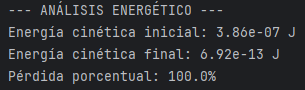 --- ANÁLISIS ENERGÉTICO ---
Energía cinética inicial: 3.86e-07 J
Energía cinética final: 6.92e-13 J
Pérdida porcentual: 100.0%